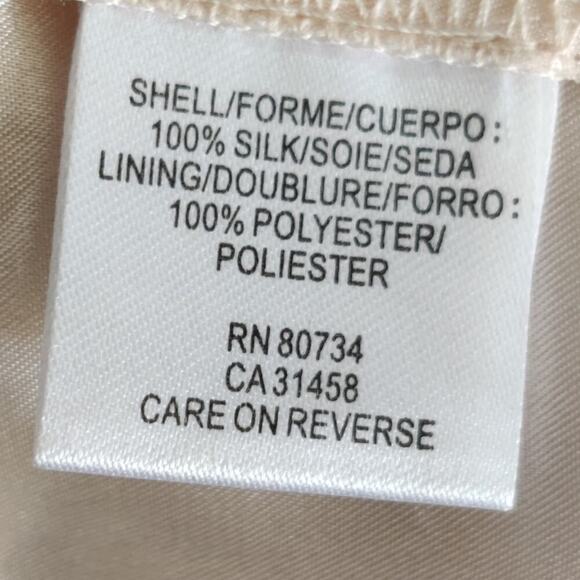 SHELL/FORME/CUERPO:
100% SILK/SOIE/SEDA
LINING/DOUBLURE/FORRO:
100% POLYESTER/
POLIESTER
RN 80734
CA 31458
CARE ON REVERSE